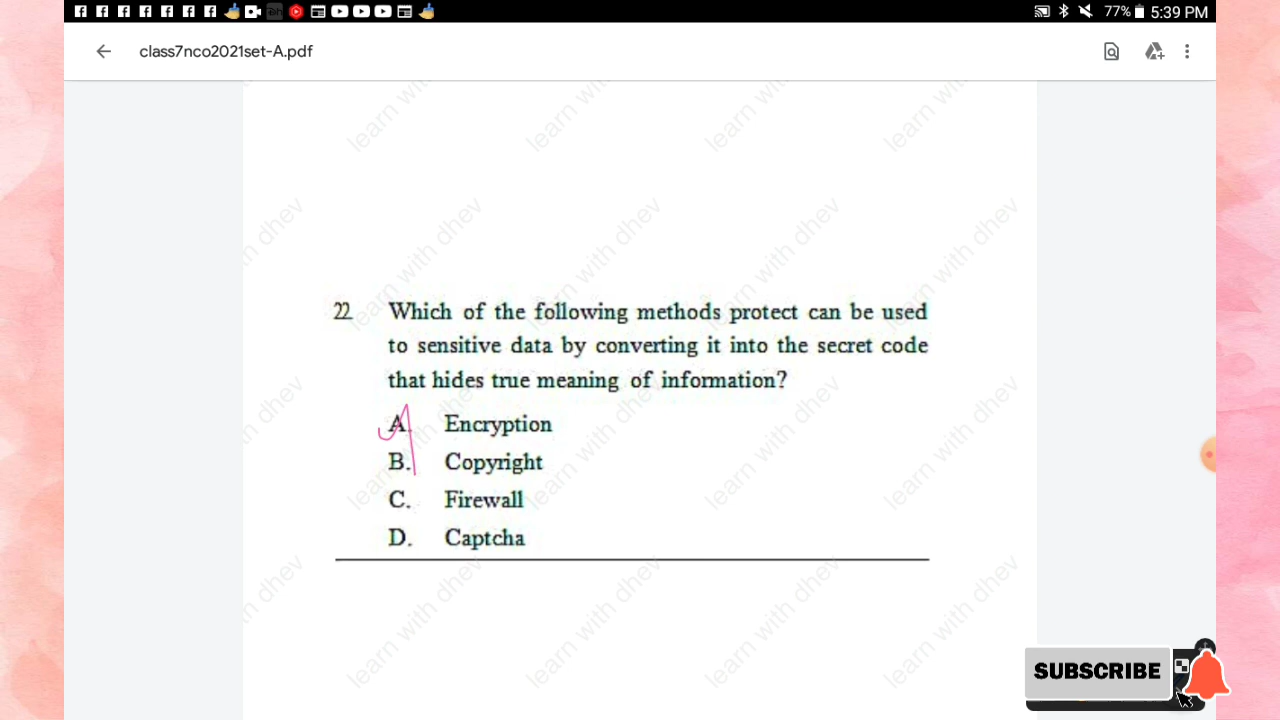 77% 5:39 PM
class7nco2021set-A.pdf
learn with dhev
22. Which of the following methods protect can be used
to sensitive data by converting it into the secret code
that hides true meaning of information?
A. Encryption
B. Copyright
C. Firewall
D. Captcha
SUBSCRIBE